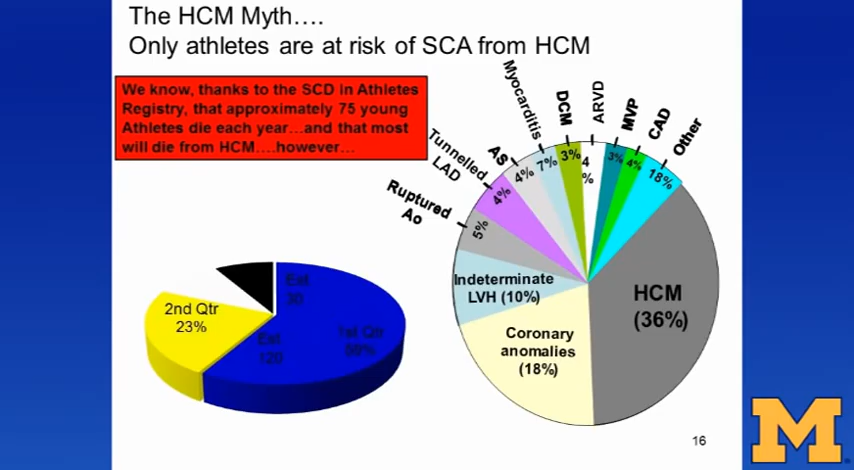 The HCM Myth….
Only athletes are at risk of SCA from HCM
We know, thanks to the SCD in Athletes
Registry, that approximately 75 young
Athletes die each year…and that most
will die from HCM….however…
Ruptured
Ao
Tunnelled
LAD
AS
Myocarditis
DCM
ARVD
MVP
CAD
Other
5%
4%
4%
7%
3%
4
%
3%
4%
18%
Indeterminate
LVH (10%)
Coronary
anomalies
(18%)
HCM
(36%)
2nd Qtr
23%
Est
30
Est
120
1st Qtr
59%
16
M